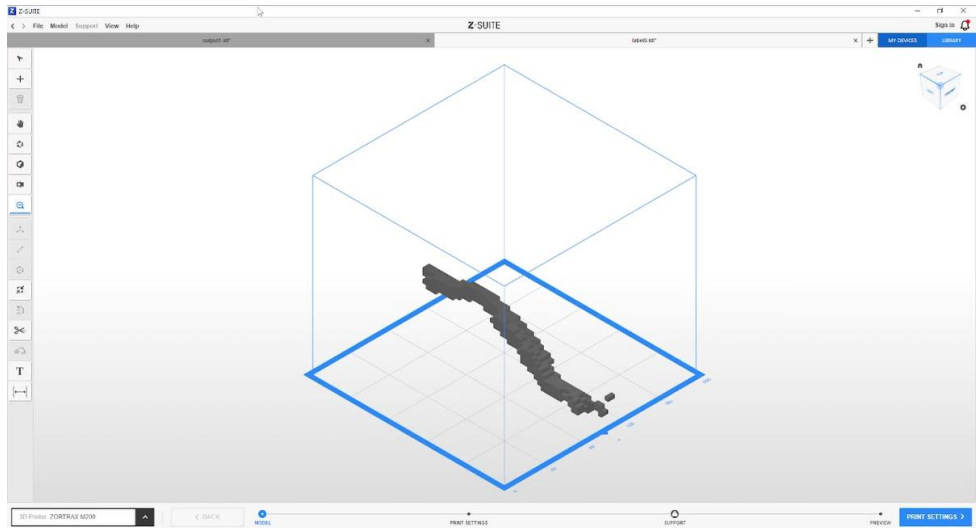 Z-SUITE
File Model Support View Help
Z-SUITE
Sign in
output1.stl*
label0.stl*
MY DEVICES
LIBRARY
T
200
3D Printer ZORTRAX M200
< BACK
MODEL
PRINT SETTINGS
SUPPORT
PREVIEW
PRINT SETTINGS >